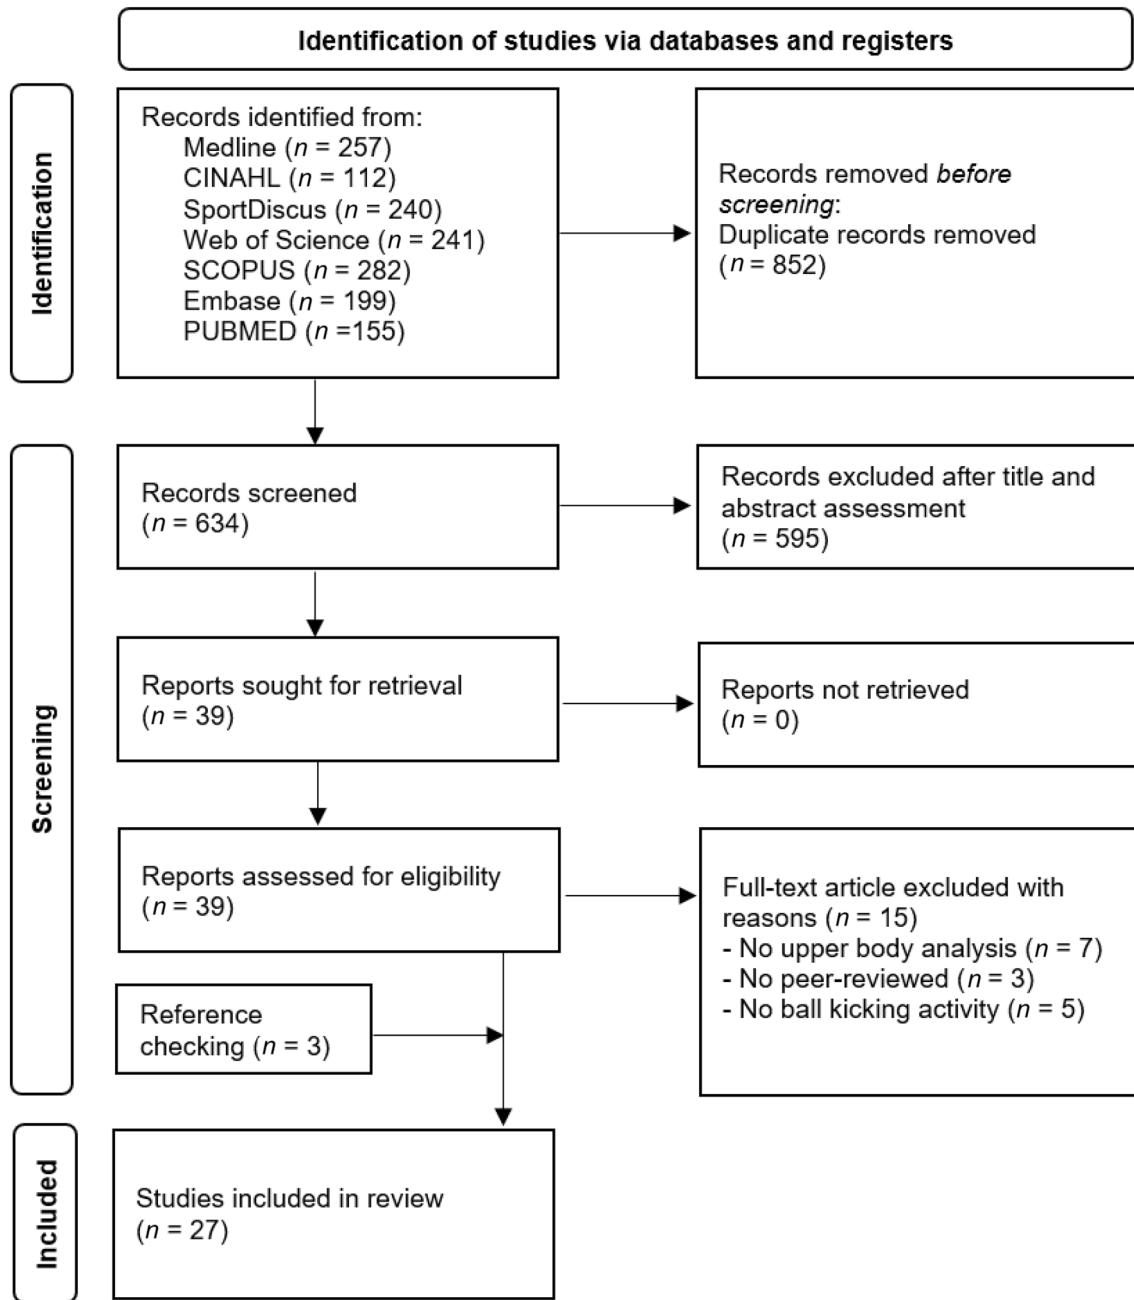 Identification of studies via databases and registers
Identification
Records identified from:
Medline (n = 257)
CINAHL (n = 112)
SportDiscus (n = 240)
Web of Science (n = 241)
SCOPUS (n = 282)
Embase (n = 199)
PUBMED (n =155)
Records removed before
screening:
Duplicate records removed
(n = 852)
Screening
Records screened
(n = 634)
Records excluded after title and
abstract assessment
(n = 595)
Reports sought for retrieval
(n = 39)
Reports not retrieved
(n = 0)
Reports assessed for eligibility
(n = 39)
Full-text article excluded with
reasons (n = 15)
- No upper body analysis (n = 7)
- No peer-reviewed (n = 3)
- No ball kicking activity (n = 5)
Reference
checking (n = 3)
Included
Studies included in review
(n = 27)